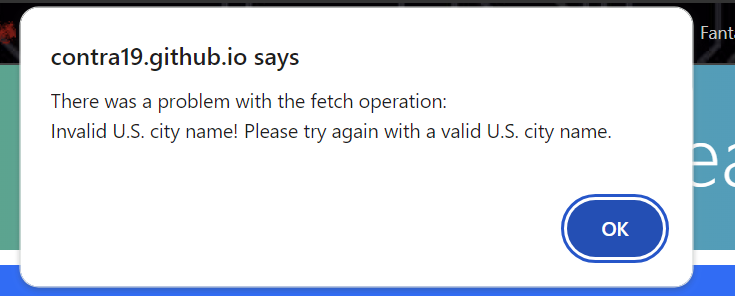 Fanta
contra19.github.io says
There was a problem with the fetch operation:
Invalid U.S. city name! Please try again with a valid U.S. city name.
ea
OK